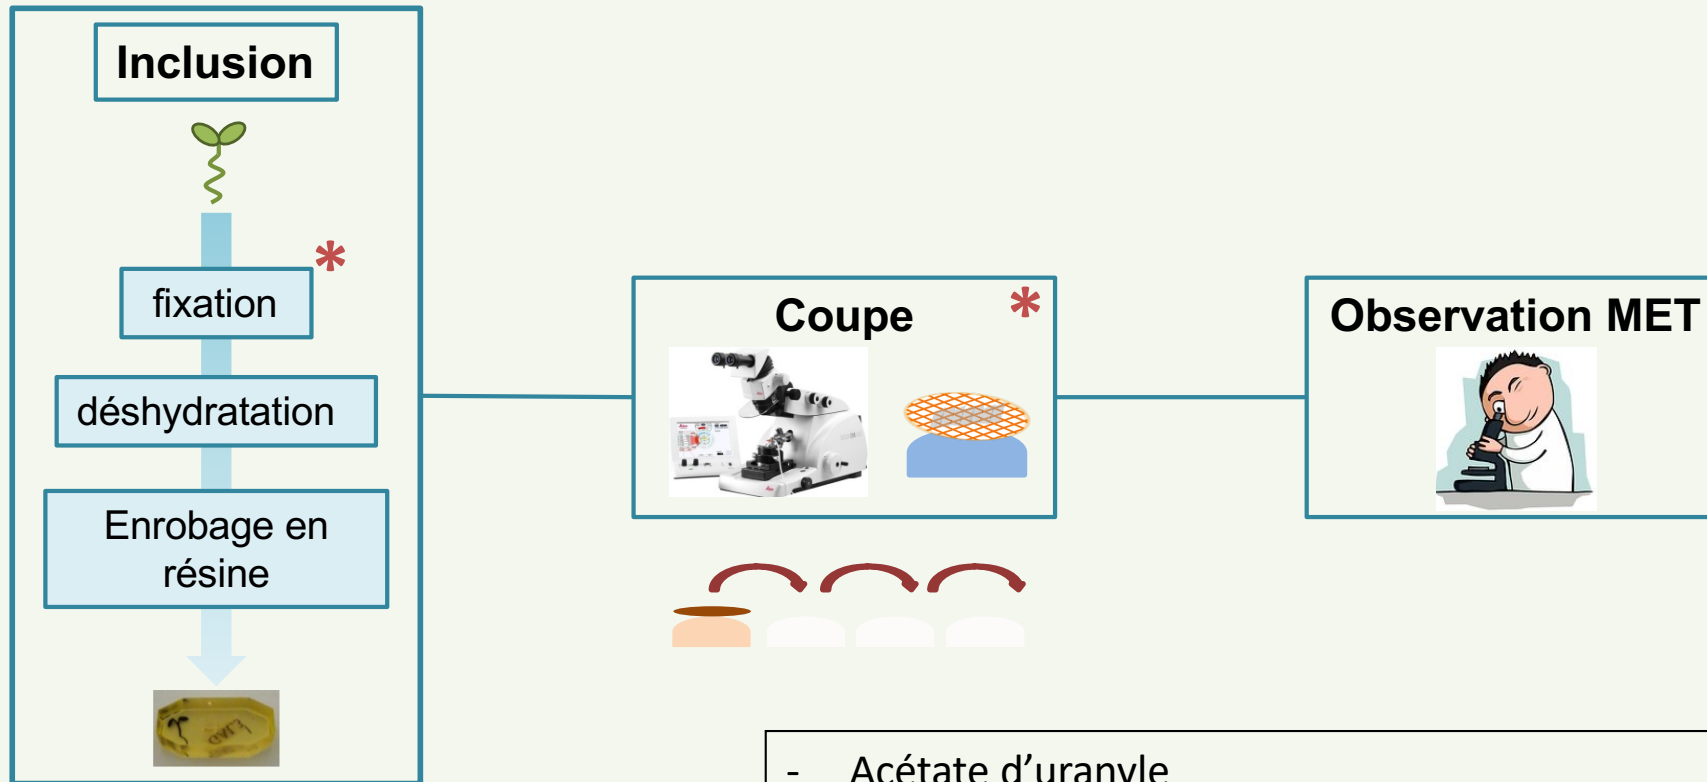 Inclusion
*
fixation
déshydratation
Enrobage en
résine
Coupe *
Observation MET
- Acétate d'uranyle